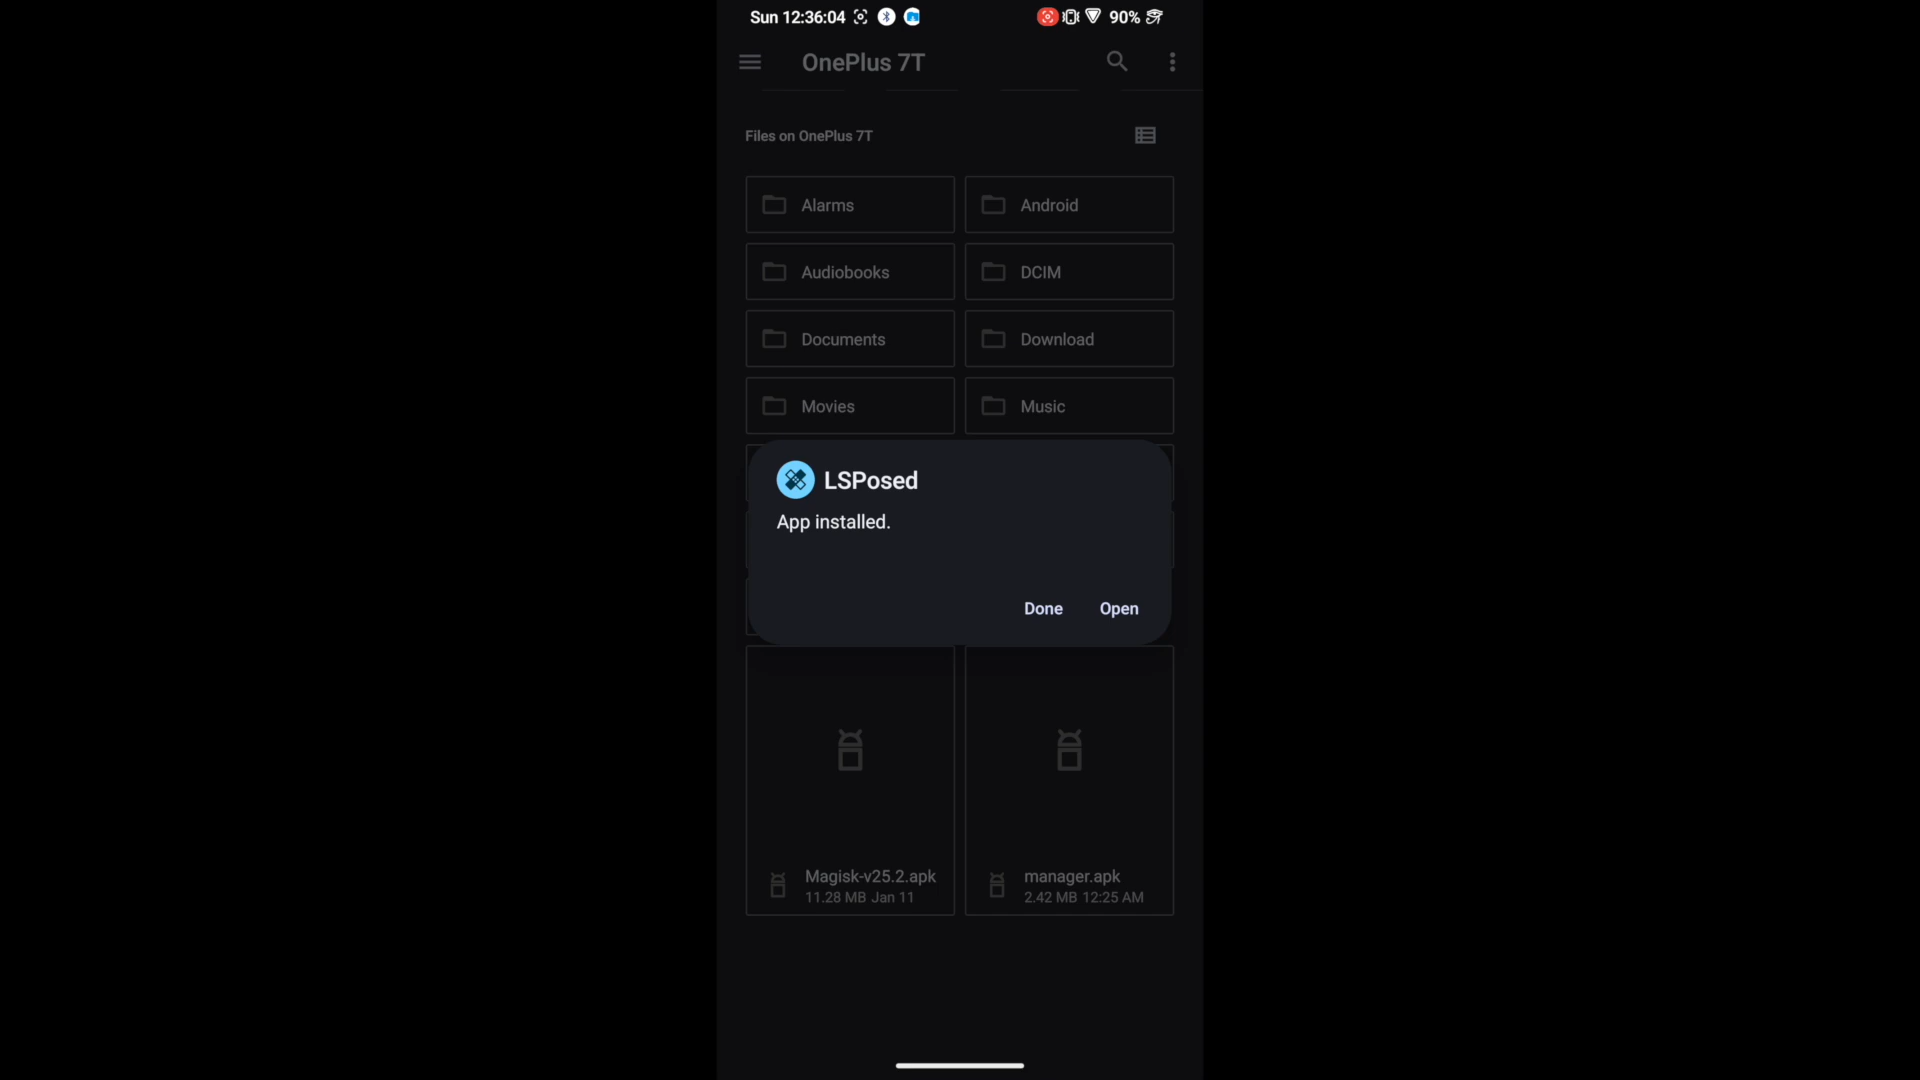 Sun 12:36:04
90%
OnePlus 7T
Files on OnePlus 7T
Alarms
Android
Audiobooks
DCIM
Documents
Download
Movies
Music
LSPosed
App installed.
Done
Open
Magisk-v25.2.apk
11.28 MB Jan 11
manager.apk
2.42 MB 12:25 AM